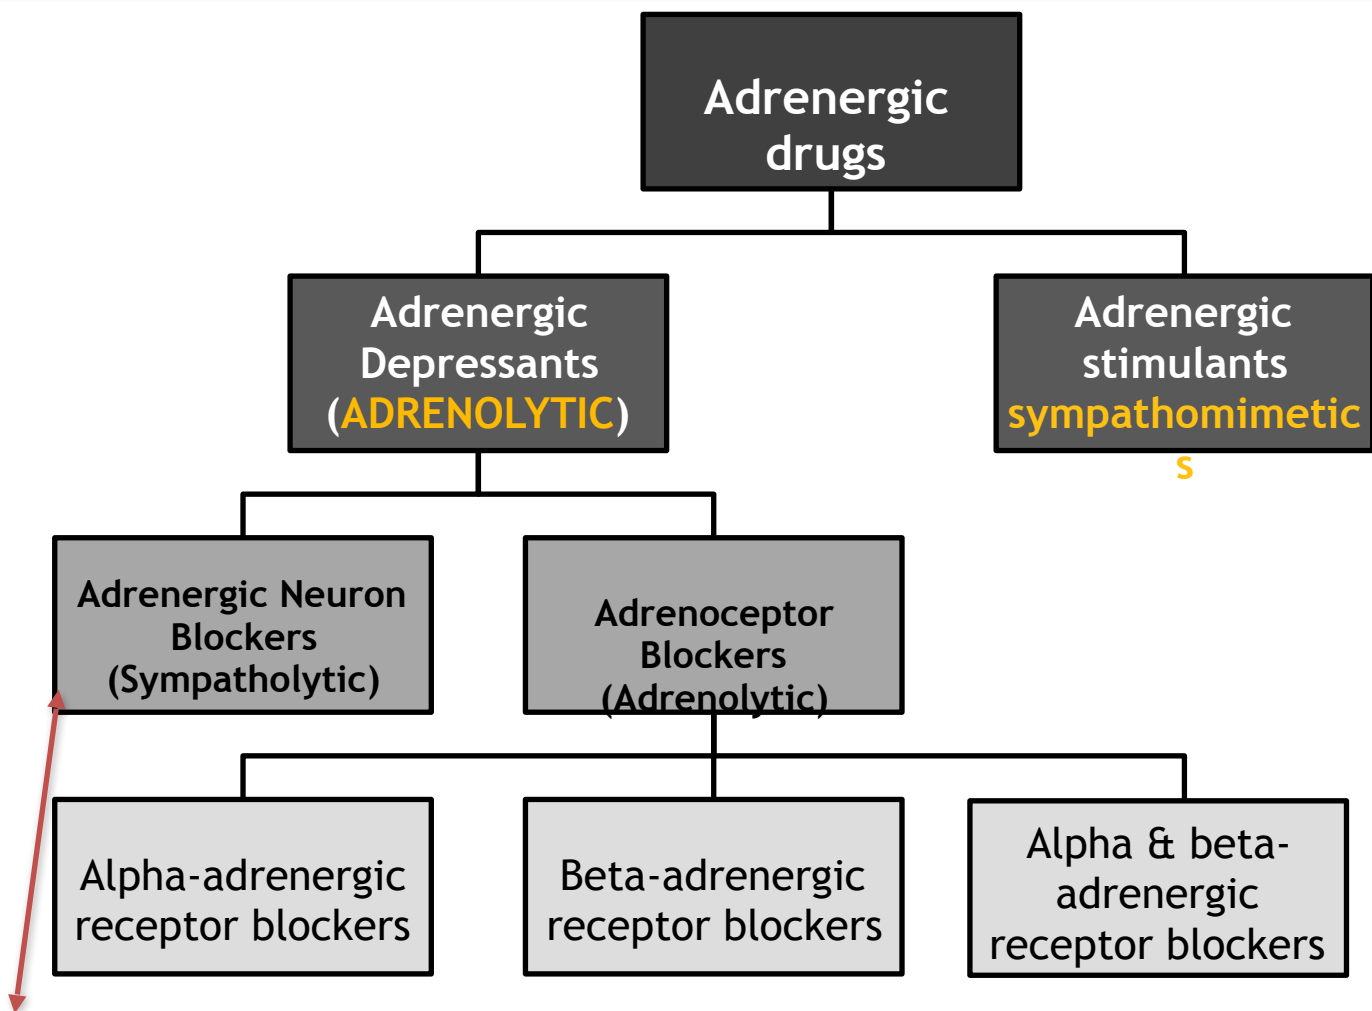 Adrenergic
drugs
Adrenergic
Depressants
(ADRENOLYTIC)
Adrenergic
stimulants
sympathomimetic
s
Adrenergic Neuron
Blockers
(Sympatholytic)
Adrenoceptor
Blockers
(Adrenolytic)
Alpha-adrenergic
receptor blockers
Beta-adrenergic
receptor blockers
Alpha & beta-
adrenergic
receptor blockers